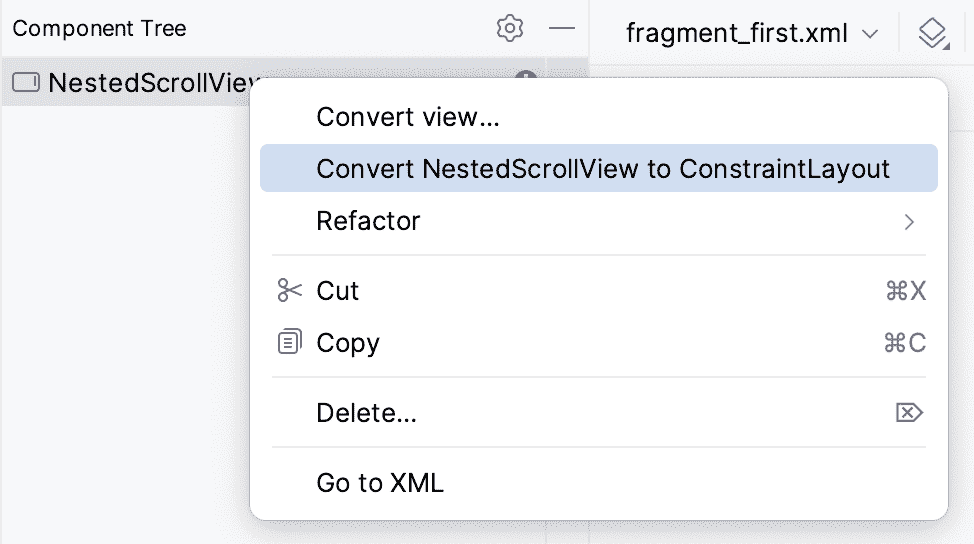 Component Tree
fragment_first.xml
NestedScrollView
Convert view...
Convert NestedScrollView to ConstraintLayout
Refactor
Cut ⌘X
Copy ⌘C
Delete...
Go to XML